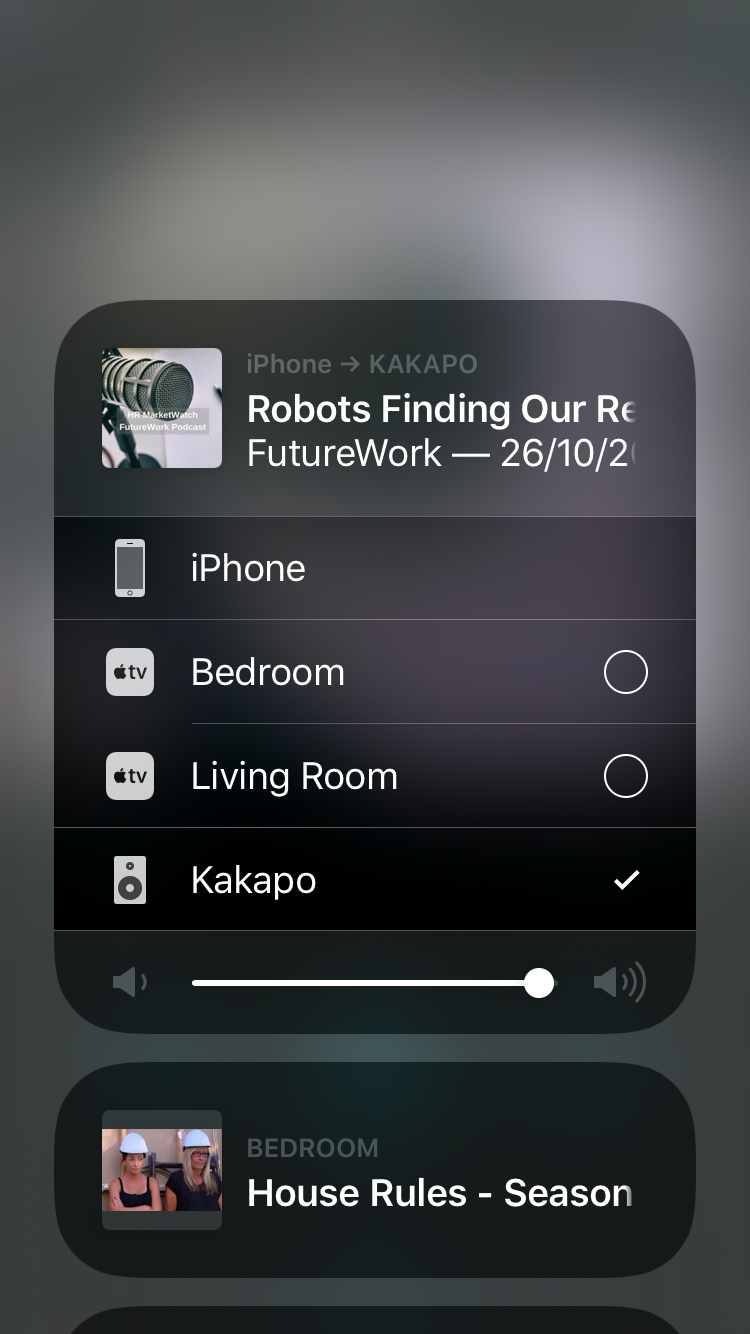 iPhone → KAKAPO
Robots Finding Our Re
FutureWork — 26/10/2
HR MarketWatch
FutureWork Podcast
iPhone
tv
Bedroom
tv
Living Room
Kakapo
BEDROOM
House Rules - Season